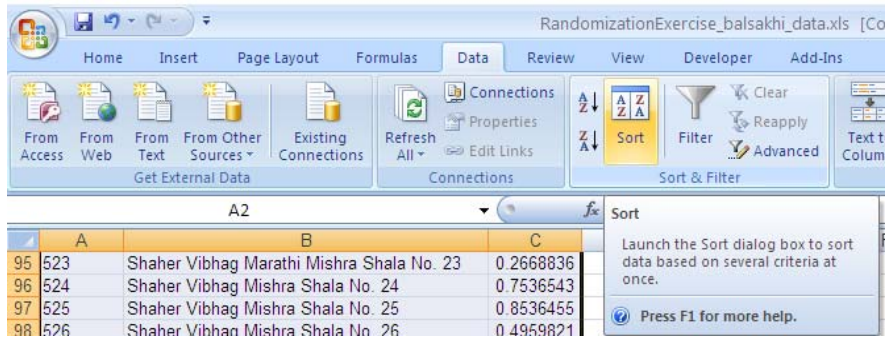 RandomizationExercise_balsakhi_data.xls [Co
Home Insert Page Layout Formulas Data Review View Developer Add-Ins
From Access
From Web
From Text
From Other Sources
Existing Connections
Get External Data
Refresh All
Connections
Properties
Edit Links
Connections
A Z
Z A
A Z
Z A
Sort
Filter
Clear
Reapply
Advanced
Sort & Filter
Text t
Colum
A2 fx
Sort
Launch the Sort dialog box to sort
data based on several criteria at
once.
Press F1 for more help.
A B C
95 523 Shaher Vibhag Marathi Mishra Shala No. 23 0.2668836
96 524 Shaher Vibhag Mishra Shala No. 24 0.7536543
97 525 Shaher Vibhag Mishra Shala No. 25 0.8536455
98 526 Shaher Vibhag Mishra Shala No. 26 0.4959821